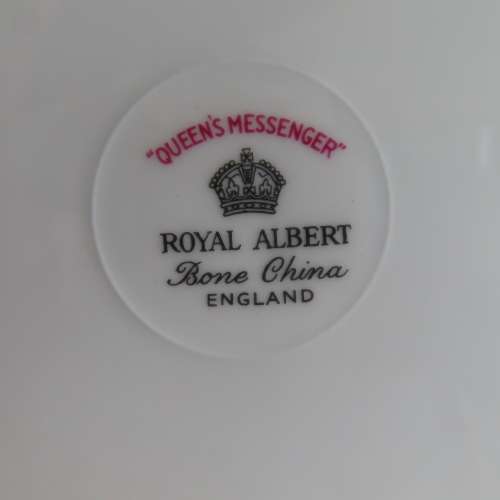 "QUEEN'S MESSENGER"
ROYAL ALBERT
Bone China
ENGLAND